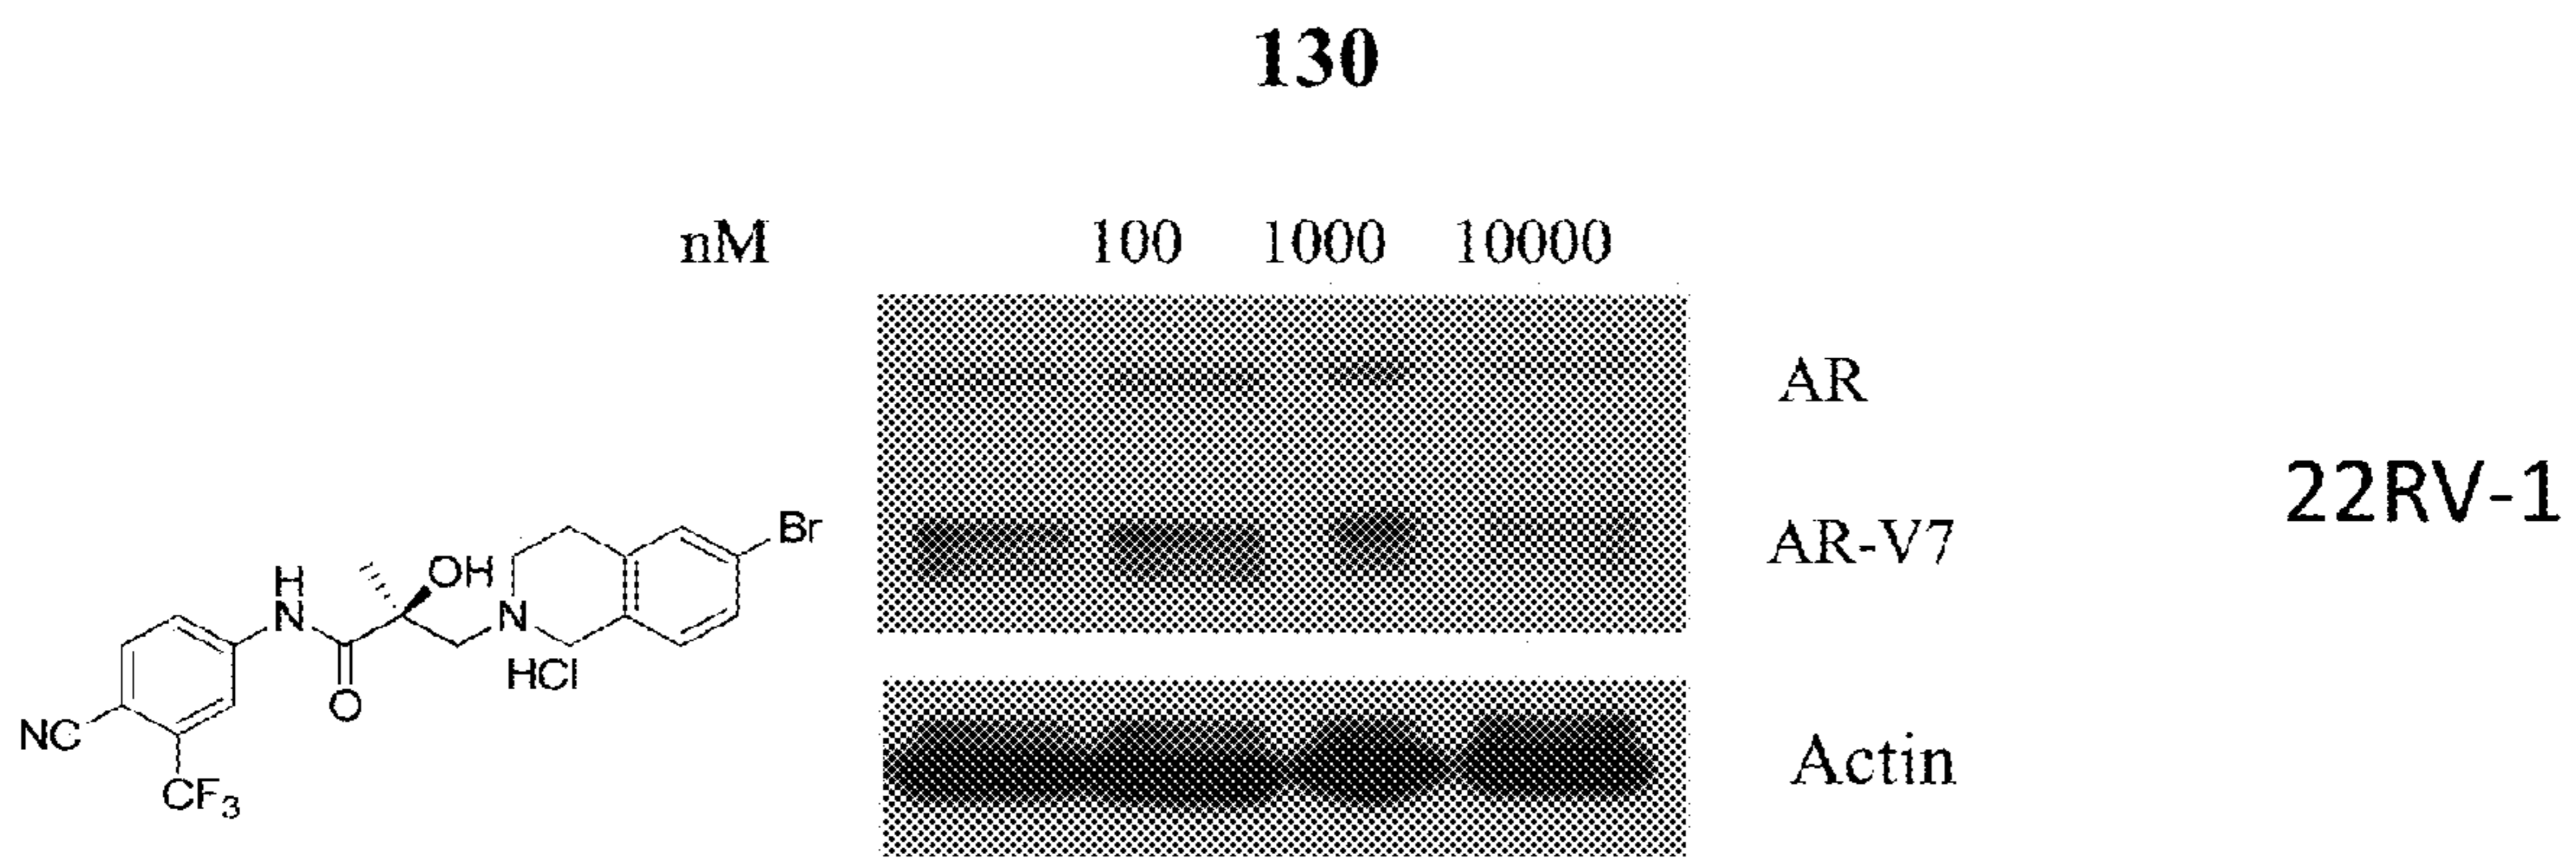 130
nM 100 1000 10000
AR
22RV-1
AR-V7
Br
H
N
OH
N
HCl
O
NC
CF3
Actin